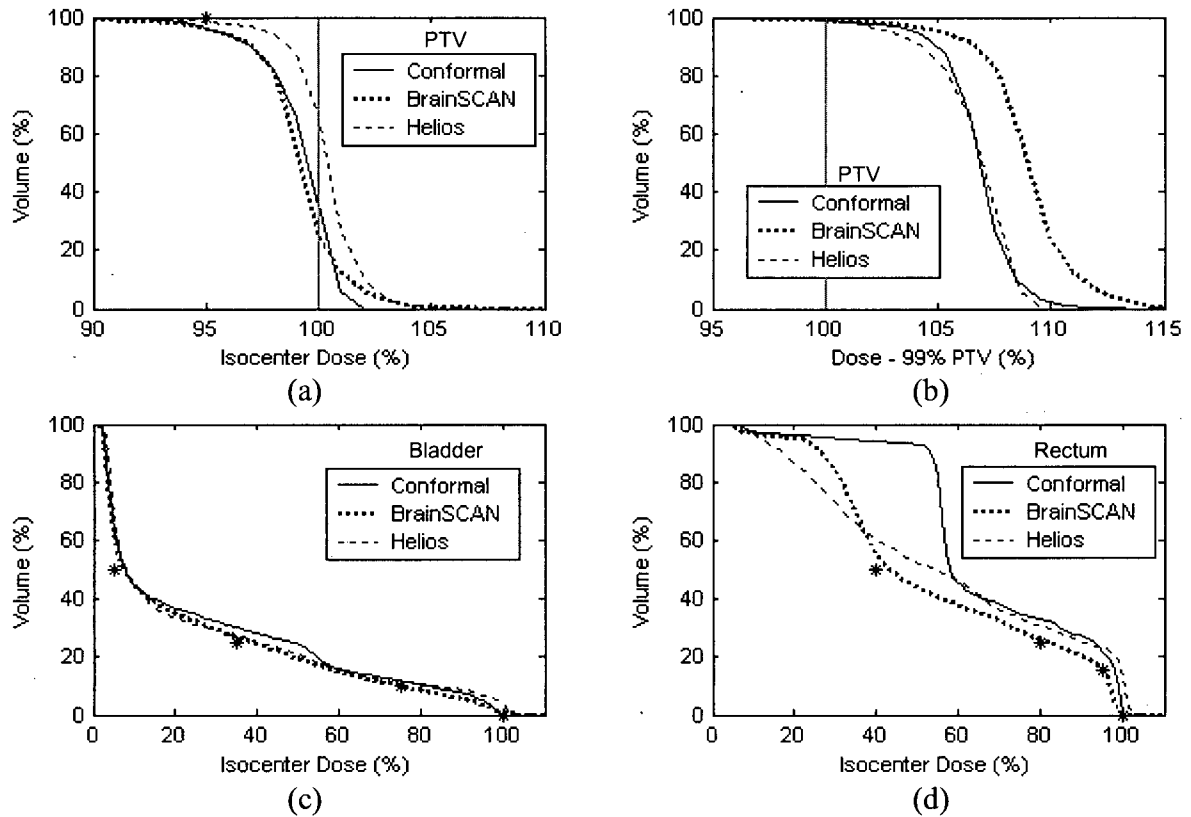 100
80
60
40
20
0
Volume (%)
PTV
Conformal
BrainSCAN
Helios
90 95 100 105 110
Isocenter Dose (%)
(a)
100
80
60
40
20
0
Volume (%)
PTV
Conformal
BrainSCAN
Helios
95 100 105 110 115
Dose - 99% PTV (%)
(b)
100
80
60
40
20
0
Volume (%)
Bladder
Conformal
BrainSCAN
Helios
0 20 40 60 80 100
Isocenter Dose (%)
(c)
100
80
60
40
20
0
Volume (%)
Rectum
Conformal
BrainSCAN
Helios
0 20 40 60 80 100
Isocenter Dose (%)
(d)